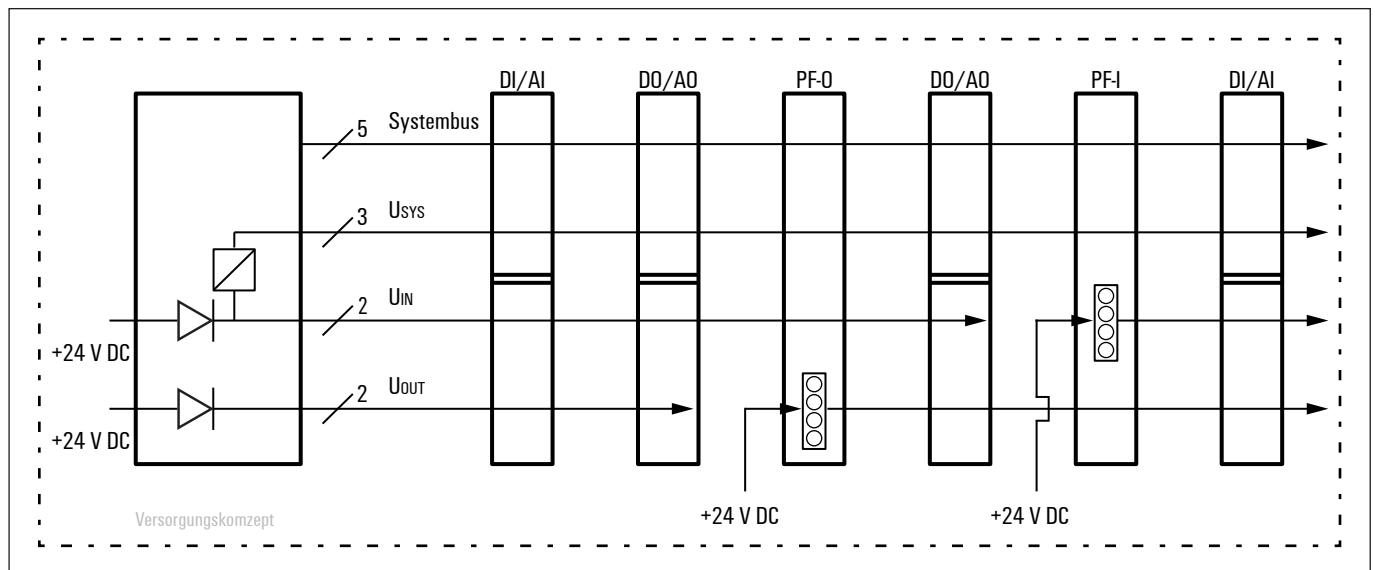 DI/AI DO/AO PF-O DO/AO PF-I DI/AI
5 Systembus
3 USYS
2 UIN
+24 V DC
2 UOUT
+24 V DC
+24 V DC +24 V DC
Versorgungskomzept